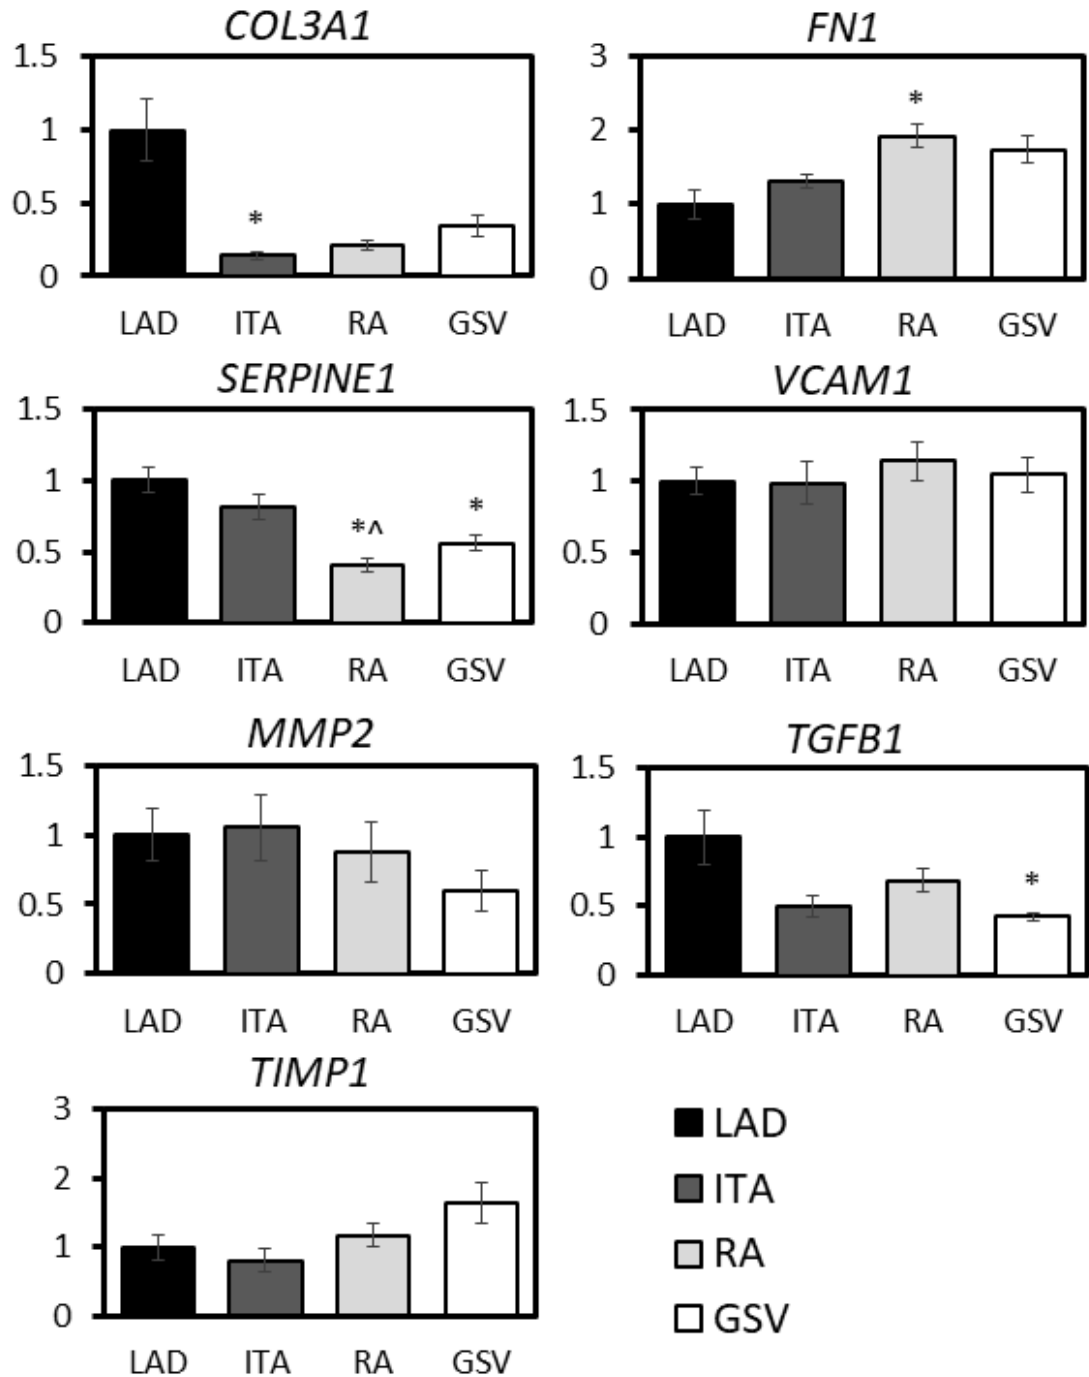 COL3A1
1.5
1
0.5
0
*
LAD ITA RA GSV
FN1
3
2
1
0
*
LAD ITA RA GSV
SERPINE1
1.5
1
0.5
0
*^ *
LAD ITA RA GSV
VCAM1
1.5
1
0.5
0
LAD ITA RA GSV
MMP2
1.5
1
0.5
0
LAD ITA RA GSV
TGFB1
1.5
1
0.5
0
*
LAD ITA RA GSV
TIMP1
3
2
1
0
LAD ITA RA GSV
LAD
ITA
RA
GSV